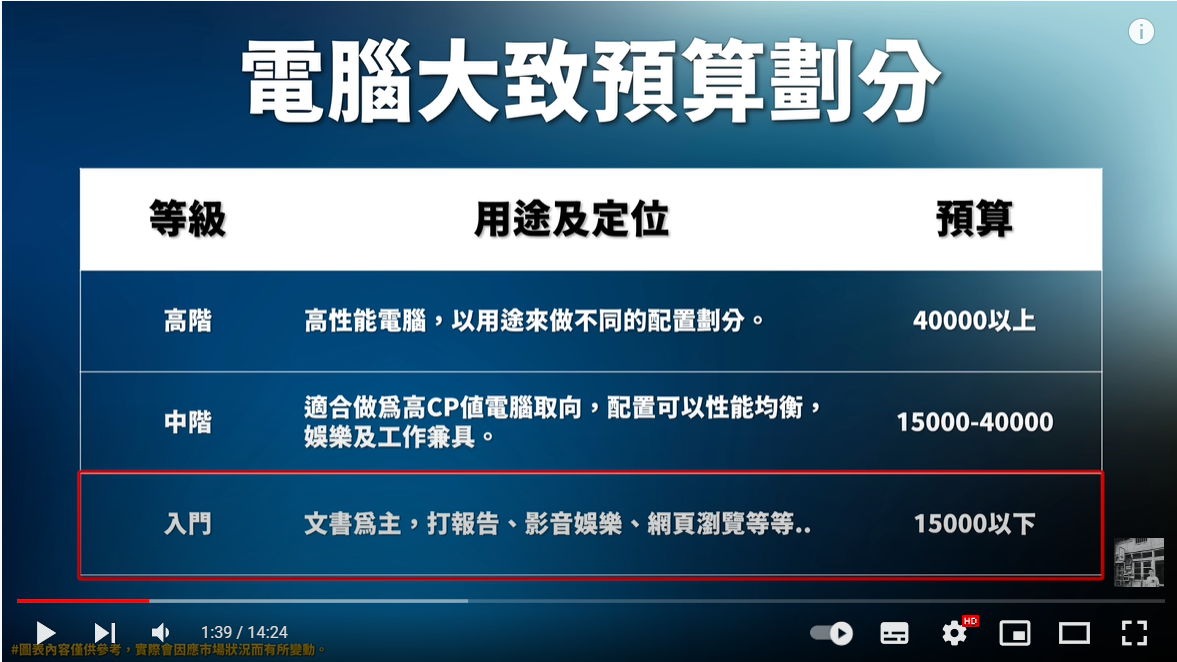 電腦大致預算劃分
等級 用途及定位 預算
高階 高性能電腦，以用途來做不同的配置劃分。 40000以上
中階 適合做為高CP值電腦取向，配置可以性能均衡，
娛樂及工作兼具。 15000-40000
入門 文書為主，打報告、影音娛樂、網頁瀏覽等等.. 15000以下
1:39 / 14:24
HD
#圖表內容僅供參考，實際會因應市場狀況而有所變動。